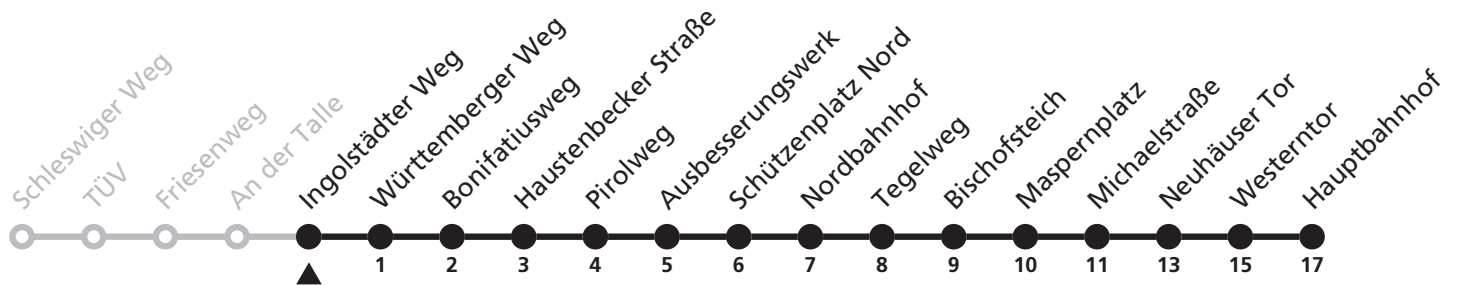 Schleswiger Weg
TÜV
Friesenweg
An der Talle
Ingolstädter Weg
Württemberger Weg
Bonifatiusweg
Haustenbecker Straße
Pirolweg
Ausbesserungswerk
Schützenplatz Nord
Nordbahnhof
Tegelweg
Bischofsteich
Maspernplatz
Michaelstraße
Neuhäuser Tor
Westerntor
Hauptbahnhof
1 2 3 4 5 6 7 8 9 10 11 13 15 17